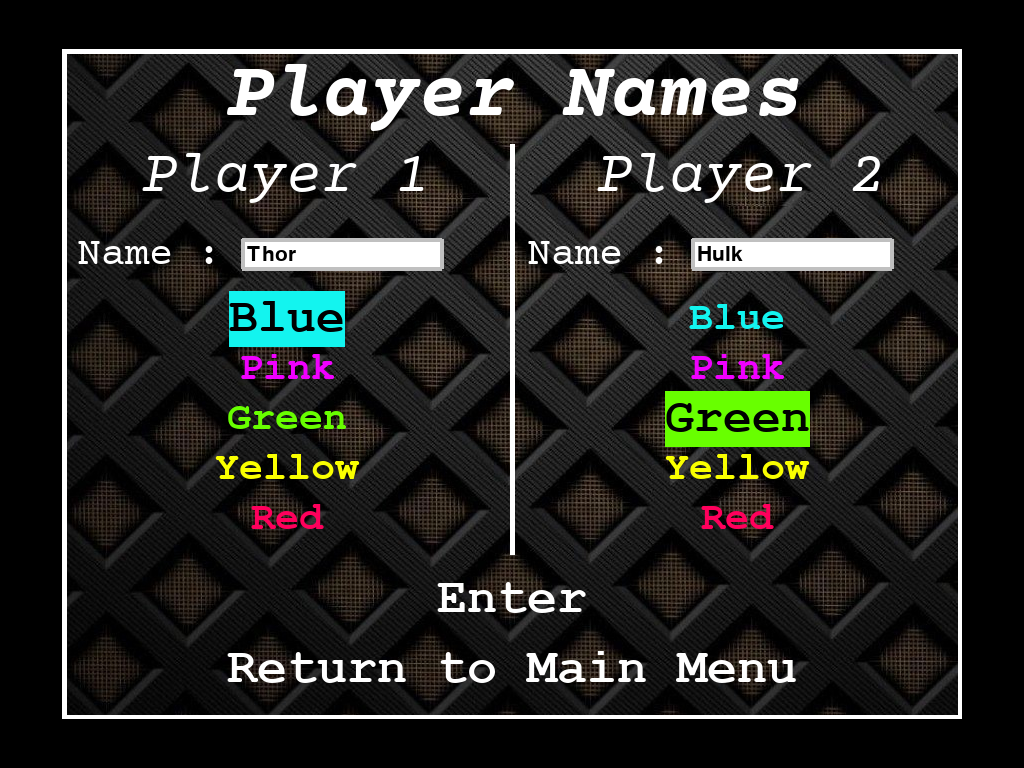 Player Names
Player 1
Name : Thor
Blue
Pink
Green
Yellow
Red
Player 2
Name : Hulk
Blue
Pink
Green
Yellow
Red
Enter
Return to Main Menu